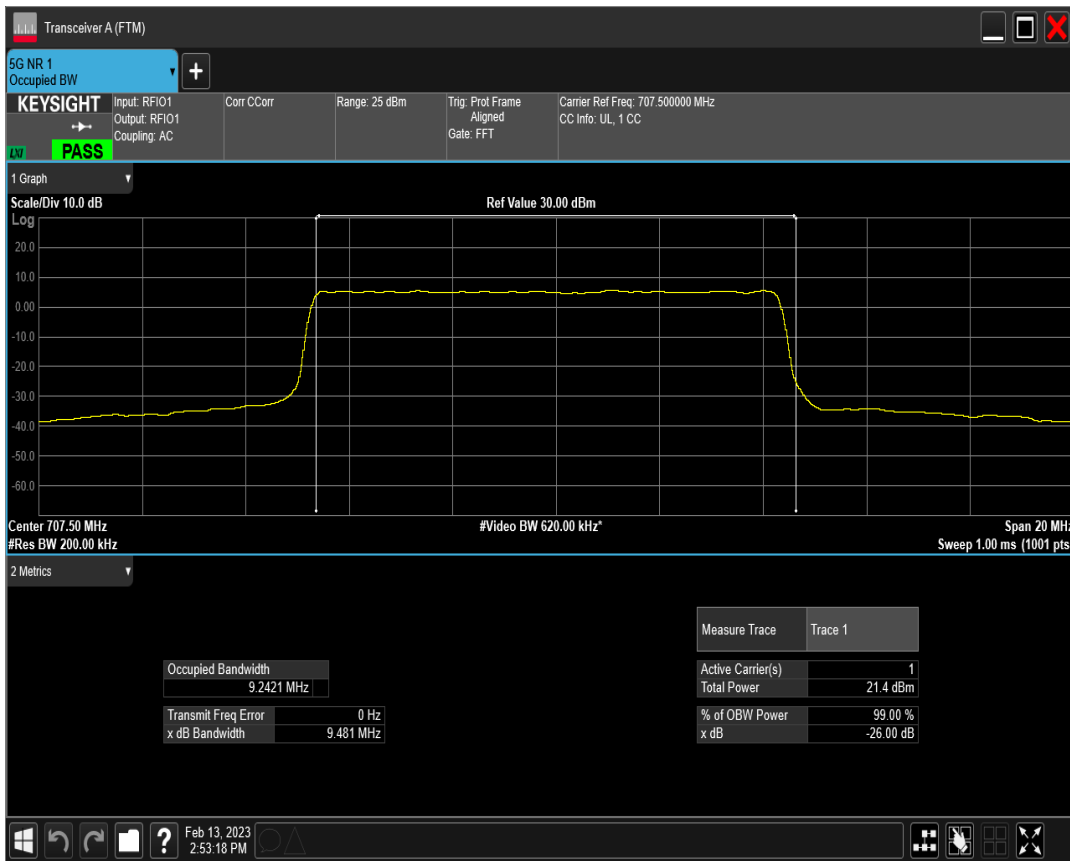 Transceiver A (FTM)
5G NR 1
Occupied BW
+
KEYSIGHT
LXI
PASS
Input: RFIO1
Output: RFIO1
Coupling: AC
Corr CCorr
Range: 25 dBm
Trig: Prot Frame
Aligned
Gate: FFT
Carrier Ref Freq: 707.500000 MHz
CC Info: UL, 1 CC
1 Graph
Scale/Div 10.0 dB
Ref Value 30.00 dBm
Log
20.0
10.0
0.00
-10.0
-20.0
-30.0
-40.0
-50.0
-60.0
Center 707.50 MHz
#Video BW 620.00 kHz*
Span 20 MHz
#Res BW 200.00 kHz
Sweep 1.00 ms (1001 pts
2 Metrics
Measure Trace Trace 1
Occupied Bandwidth
9.2421 MHz
Active Carrier(s) 1
Total Power 21.4 dBm
Transmit Freq Error 0 Hz
x dB Bandwidth 9.481 MHz
% of OBW Power 99.00 %
x dB -26.00 dB
?
Feb 13, 2023
2:53:18 PM